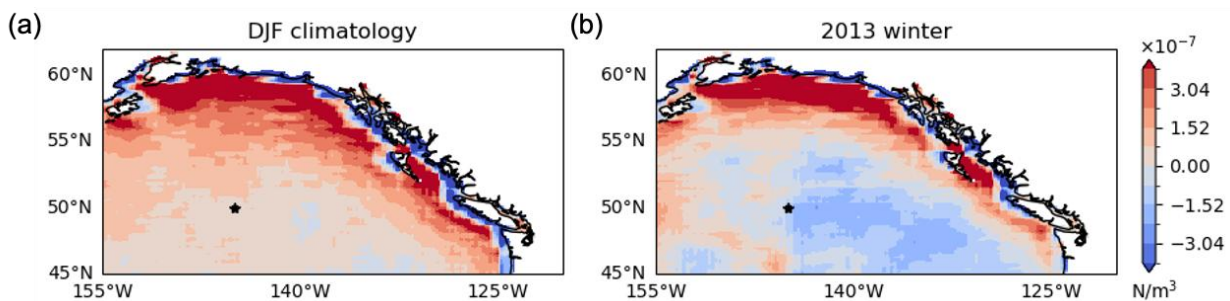 (a) DJF climatology
(b) 2013 winter
60°N
55°N
50°N
45°N
155°W 140°W 125°W
60°N
55°N
50°N
45°N
155°W 140°W 125°W
×10⁻⁷
3.04
1.52
0.00
−1.52
−3.04
N/m³